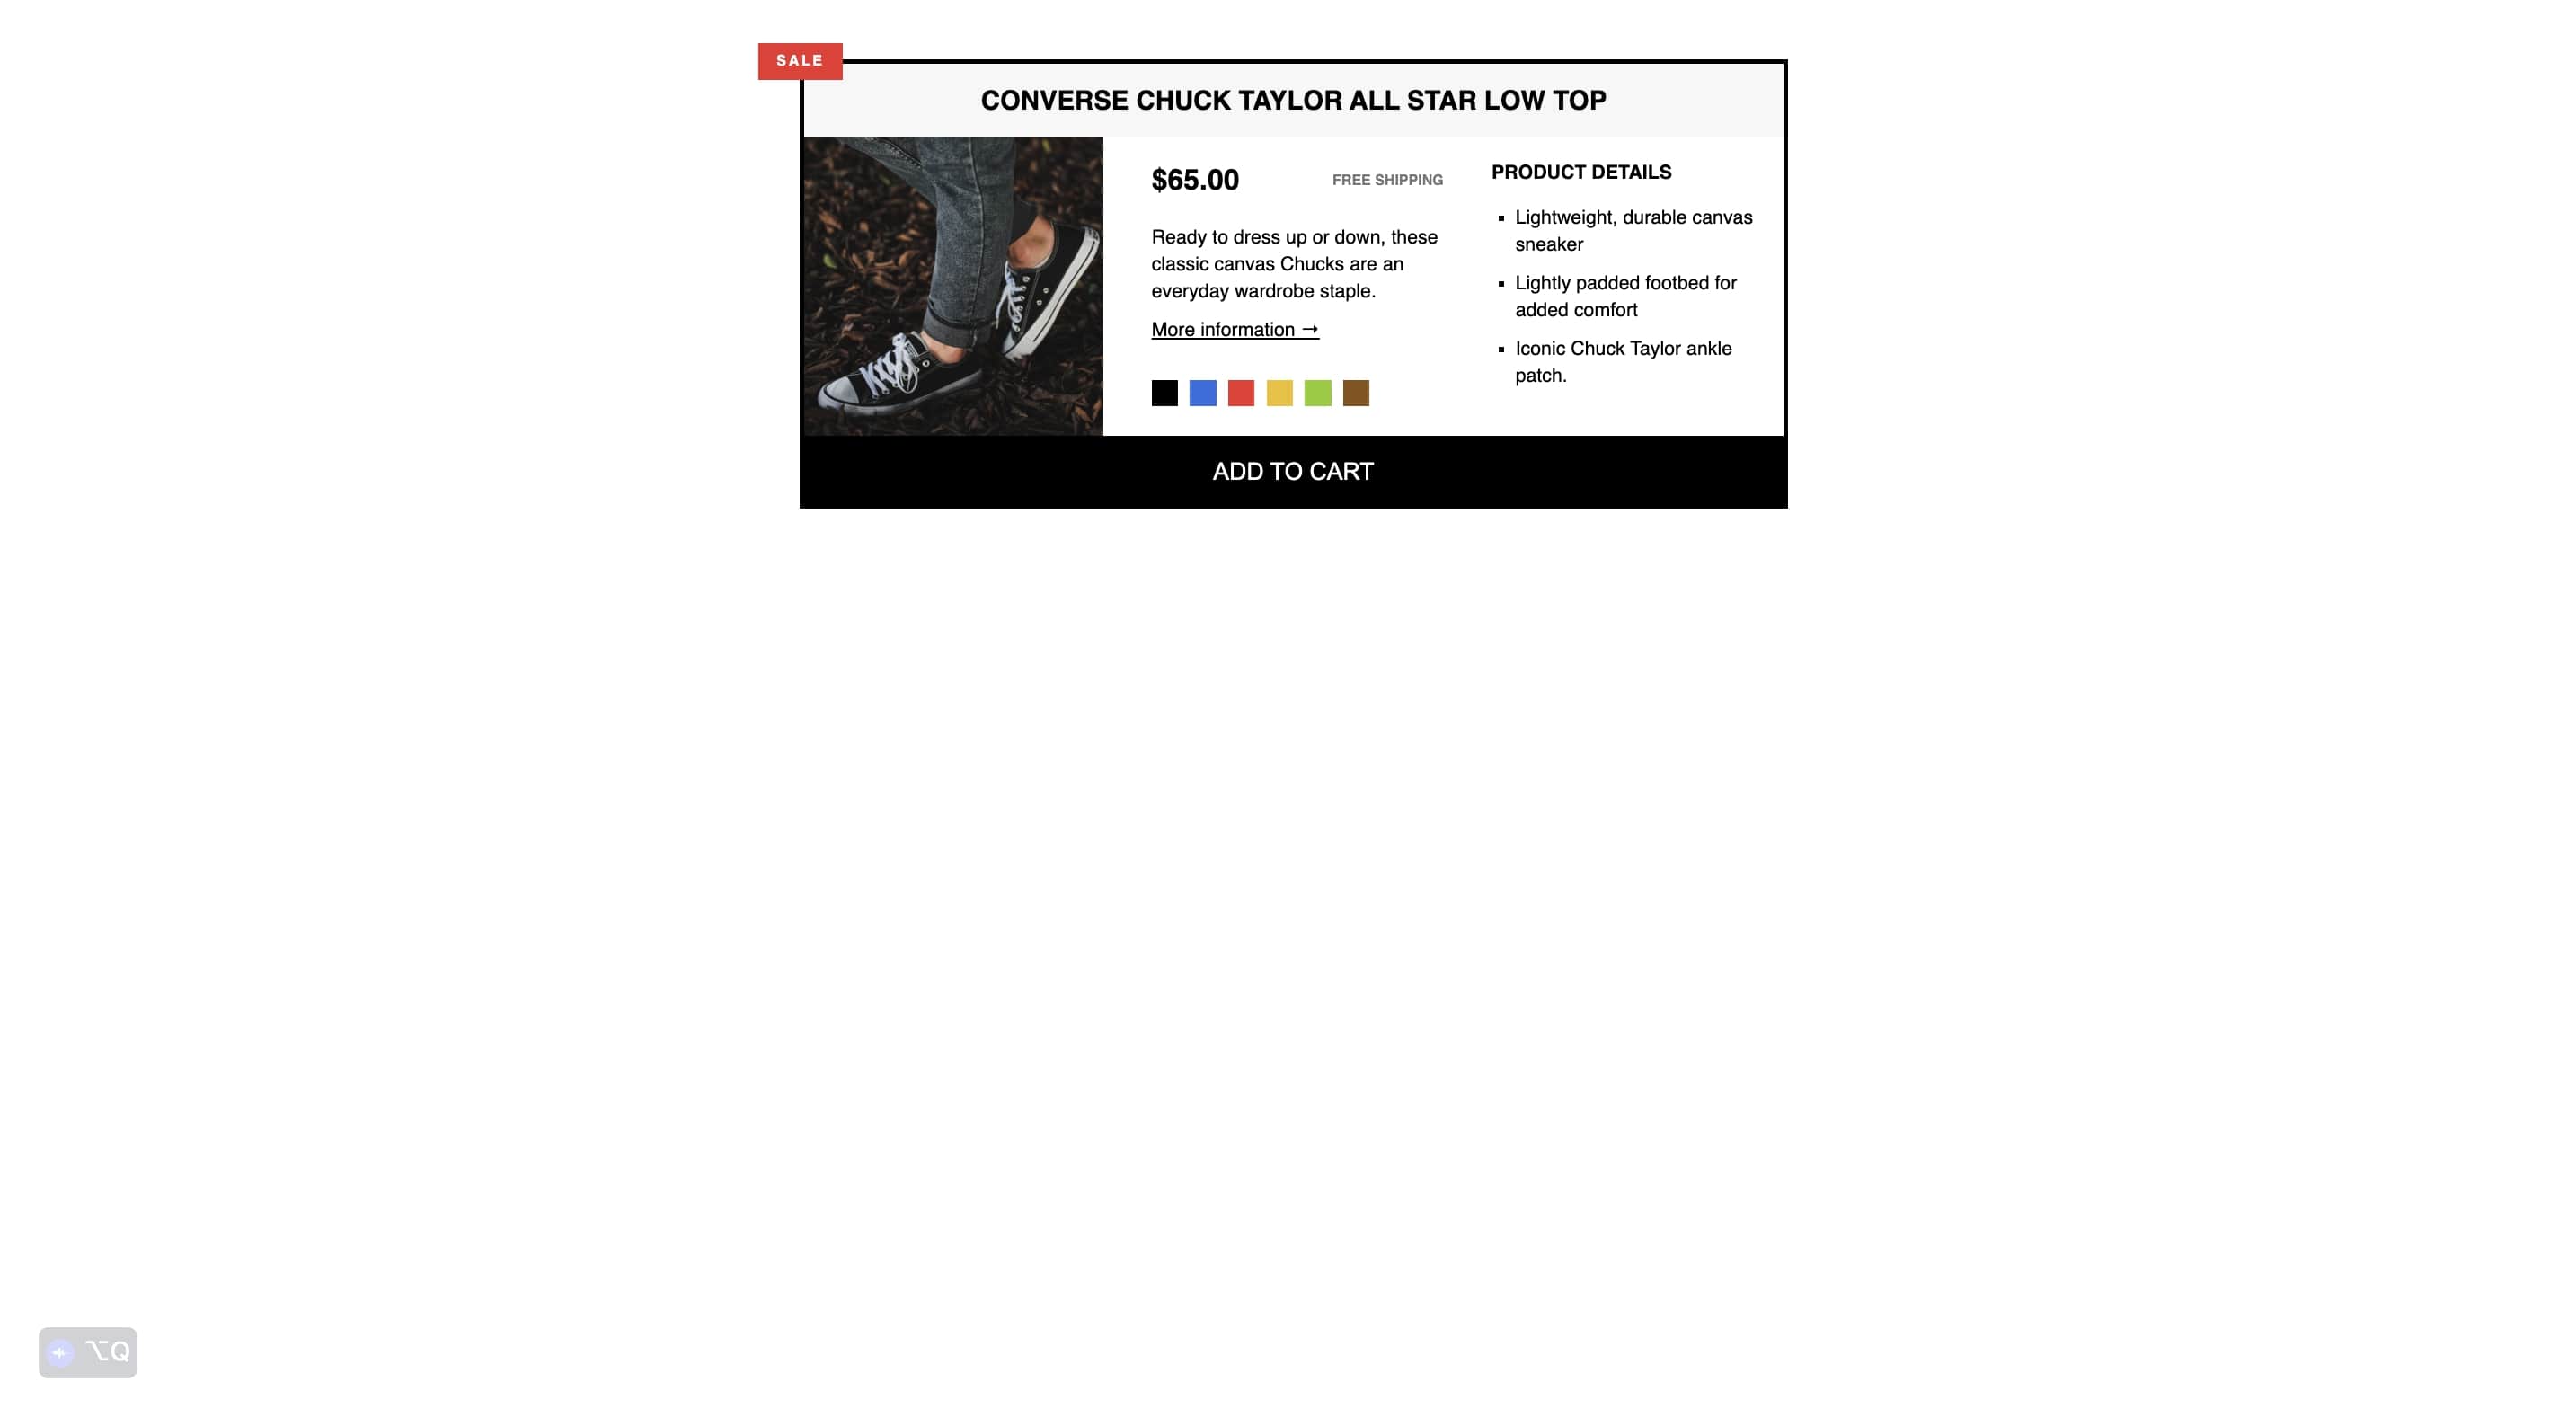 SALE
CONVERSE CHUCK TAYLOR ALL STAR LOW TOP
$65.00
FREE SHIPPING
Ready to dress up or down, these
classic canvas Chucks are an
everyday wardrobe staple.
More information →
PRODUCT DETAILS
▪ Lightweight, durable canvas
sneaker
▪ Lightly padded footbed for
added comfort
▪ Iconic Chuck Taylor ankle
patch.
ADD TO CART
⌥Q